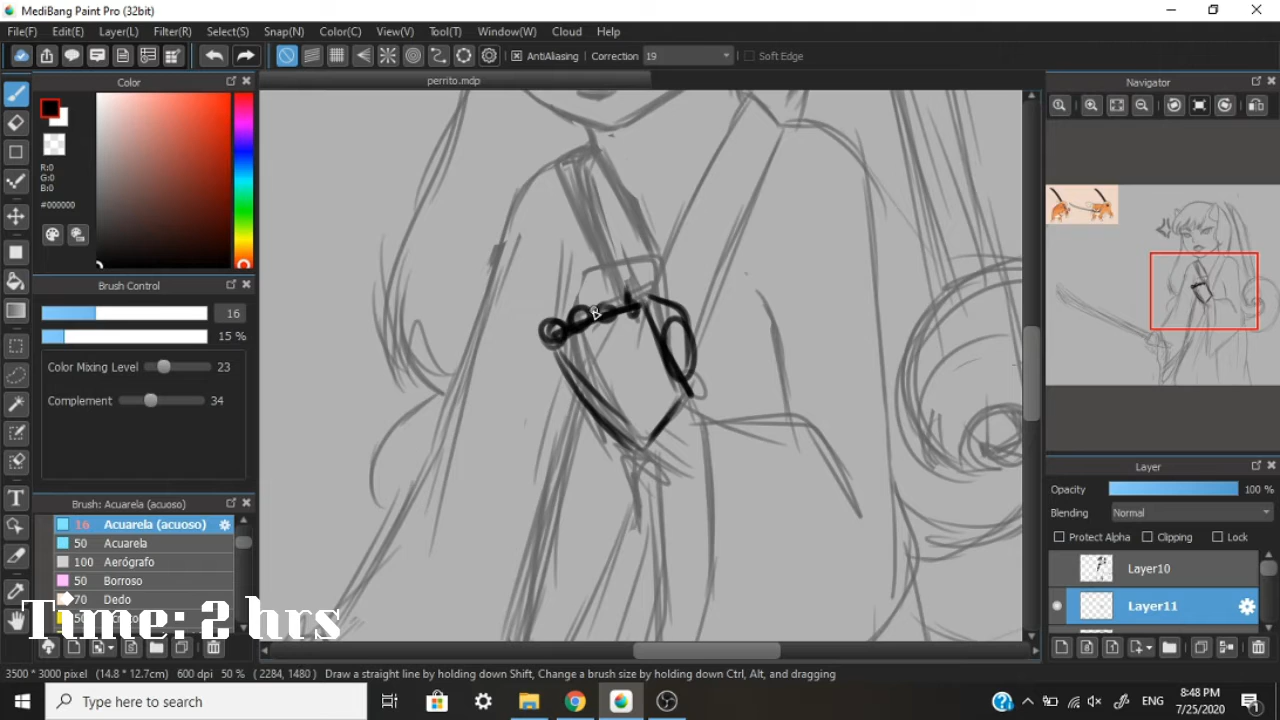 MediBang Paint Pro (32bit)
File(F) Edit(E) Layer(L) Filter(R) Select(S) Snap(N) Color(C) View(V) Tool(T) Window(W) Cloud Help
AntiAliasing Correction 19 Soft Edge
Color
perrito.mdp
Navigator
R:0
G:0
B:0
#000000
Brush Control
16
15 %
Color Mixing Level 23
Complement 34
Brush: Acuarela (acuoso)
16 Acuarela (acuoso)
50 Acuarela
100 Aerógrafo
50 Borroso
70 Dedo
Time: 2 hrs
Layer
Opacity 100 %
Blending Normal
Protect Alpha Clipping Lock
Layer10
Layer11
3500 * 3000 pixel (14.8 * 12.7cm) 600 dpi 50 % ( 2284, 1480 ) Draw a straight line by holding down Shift, Change a brush size by holding down Ctrl, Alt, and dragging
Type here to search
ENG
8:48 PM
7/25/2020